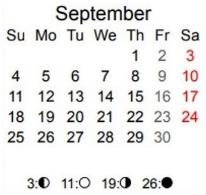 September
Su Mo Tu We Th Fr Sa
1 2 3
4 5 6 7 8 9 10
11 12 13 14 15 16 17
18 19 20 21 22 23 24
25 26 27 28 29 30
3:◐ 11:○ 19:◑ 26:●